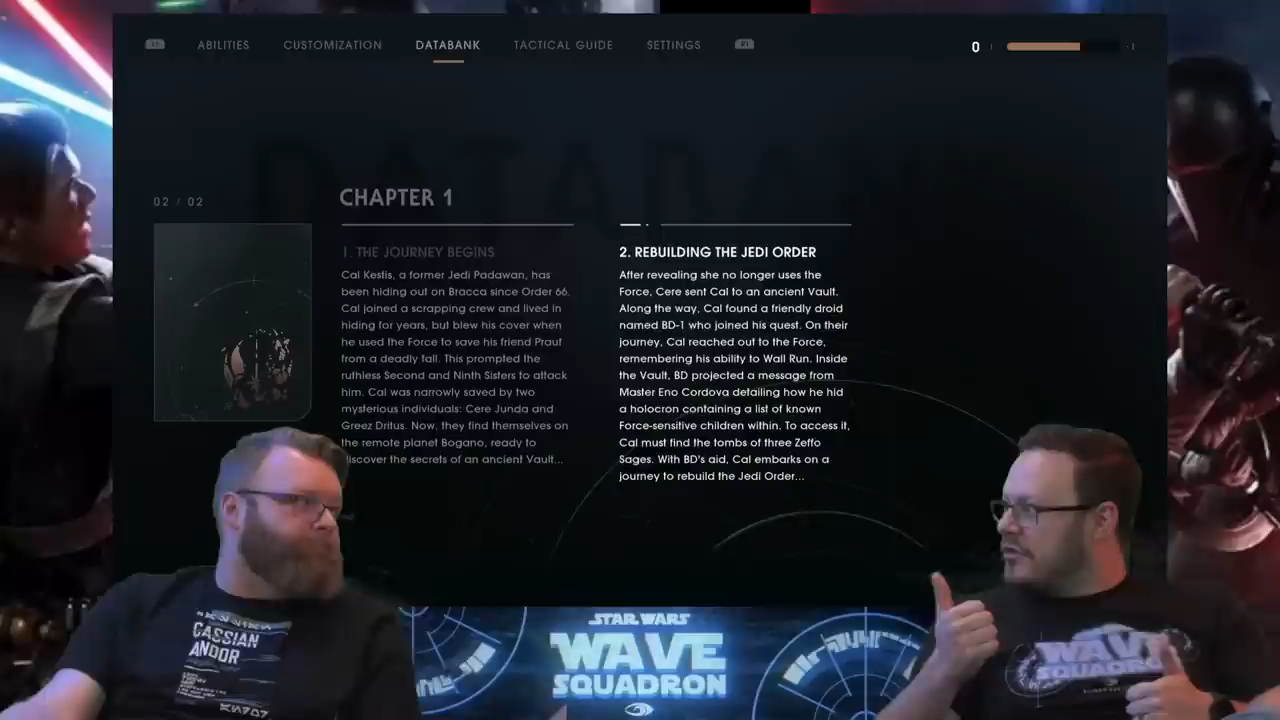 L1 ABILITIES CUSTOMIZATION DATABANK TACTICAL GUIDE SETTINGS R1 0
DATABANK
02 / 02
CHAPTER 1
1. THE JOURNEY BEGINS
Cal Kestis, a former Jedi Padawan, has
been hiding out on Bracca since Order 66.
Cal joined a scrapping crew and lived in
hiding for years, but blew his cover when
he used the Force to save his friend Prauf
from a deadly fall. This prompted the
ruthless Second and Ninth Sisters to attack
him. Cal was narrowly saved by two
mysterious individuals: Cere Junda and
Greez Dritus. Now, they find themselves on
the remote planet Bogano, ready to
discover the secrets of an ancient Vault...
2. REBUILDING THE JEDI ORDER
After revealing she no longer uses the
Force, Cere sent Cal to an ancient Vault.
Along the way, Cal found a friendly droid
named BD-1 who joined his quest. On their
journey, Cal reached out to the Force,
remembering his ability to Wall Run. Inside
the Vault, BD projected a message from
Master Eno Cordova detailing how he hid
a holocron containing a list of known
Force-sensitive children within. To access it,
Cal must find the tombs of three Zeffo
Sages. With BD's aid, Cal embarks on a
journey to rebuild the Jedi Order...
CASSIAN
ANDOR
STAR WARS
WAVE
SQUADRON
WAVE
SQUADRON